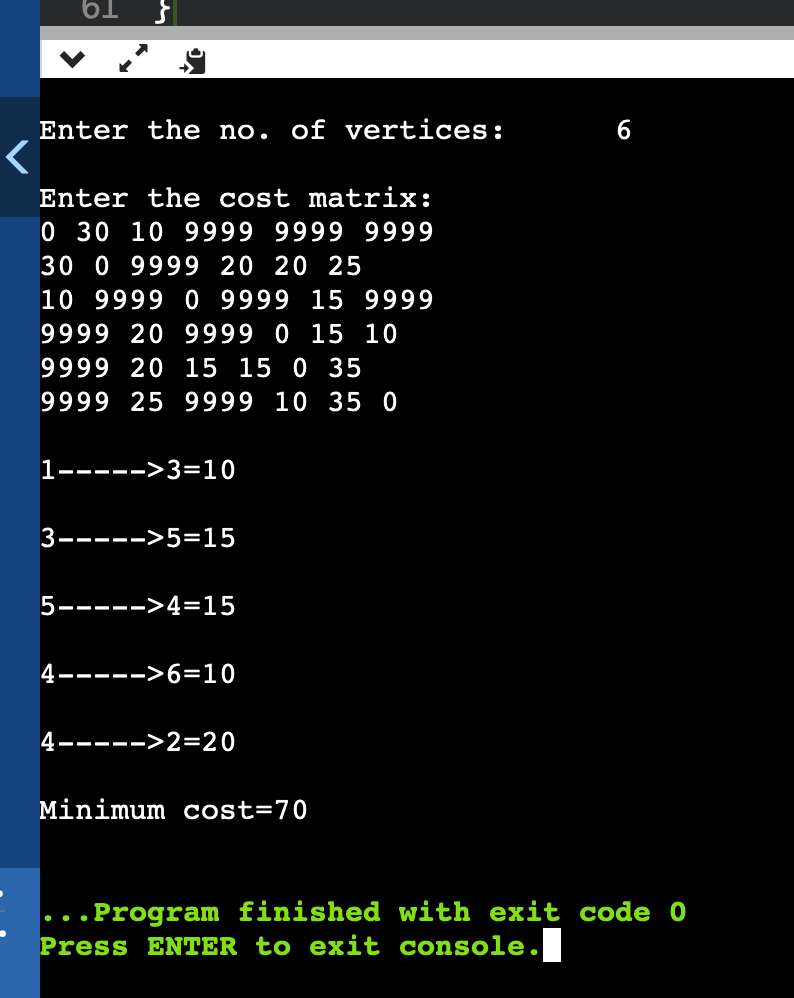 61 }
Enter the no. of vertices: 6
Enter the cost matrix:
0 30 10 9999 9999 9999
30 0 9999 20 20 25
10 9999 0 9999 15 9999
9999 20 9999 0 15 10
9999 20 15 15 0 35
9999 25 9999 10 35 0
1----->3=10
3----->5=15
5----->4=15
4----->6=10
4----->2=20
Minimum cost=70
...Program finished with exit code 0
Press ENTER to exit console.